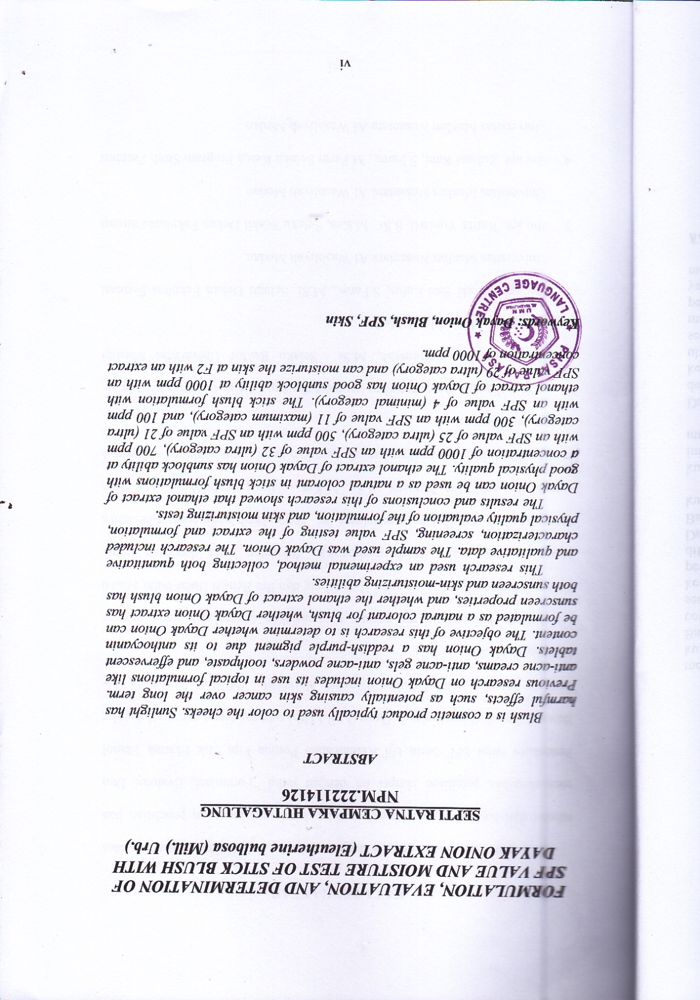 FORMULATION, EVALUATION, AND DETERMINATION OF
SPF VALUE AND MOISTURE TEST OF STICK BLUSH WITH
DAYAK ONION EXTRACT (Eleutherine bulbosa (Mill.) Urb.)
SEPTI RATNA CEMPAKA HUTAGALUNG
NPM.222114126
ABSTRACT
Blush is a cosmetic product typically used to color the cheeks. Sunlight has
harmful effects, such as potentially causing skin cancer over the long term.
Previous research on Dayak Onion includes its use in topical formulations like
anti-acne creams, anti-acne gels, anti-acne powders, toothpaste, and effervescent
tablets. Dayak Onion has a reddish-purple pigment due to its anthocyanin
content. The objective of this research is to determine whether Dayak Onion can
be formulated as a natural colorant for blush, whether Dayak Onion extract has
sunscreen properties, and whether the ethanol extract of Dayak Onion blush has
both sunscreen and skin-moisturizing abilities.
This research used an experimental method, collecting both quantitative
and qualitative data. The sample used was Dayak Onion. The research included
characterization, screening, SPF value testing of the extract and formulation,
physical quality evaluation of the formulation, and skin moisturizing tests.
The results and conclusions of this research showed that ethanol extract of
Dayak Onion can be used as a natural colorant in stick blush formulations with
good physical quality. The ethanol extract of Dayak Onion has sunblock ability at
a concentration of 1000 ppm with an SPF value of 32 (ultra category), 700 ppm
with an SPF value of 25 (ultra category), 500 ppm with an SPF value of 21 (ultra
category), 300 ppm with an SPF value of 11 (maximum category), and 100 ppm
with an SPF value of 4 (minimal category). The stick blush formulation with
ethanol extract of Dayak Onion has good sunblock ability at 1000 ppm with an
SPF value of 29 (ultra category) and can moisturize the skin at F2 with an extract
concentration of 1000 ppm.
Keywords: Dayak Onion, Blush, SPF, Skin
PUSAT BAHASA
UMN
AL WASHLIYAH
LANGUAGE CENTRE
vi